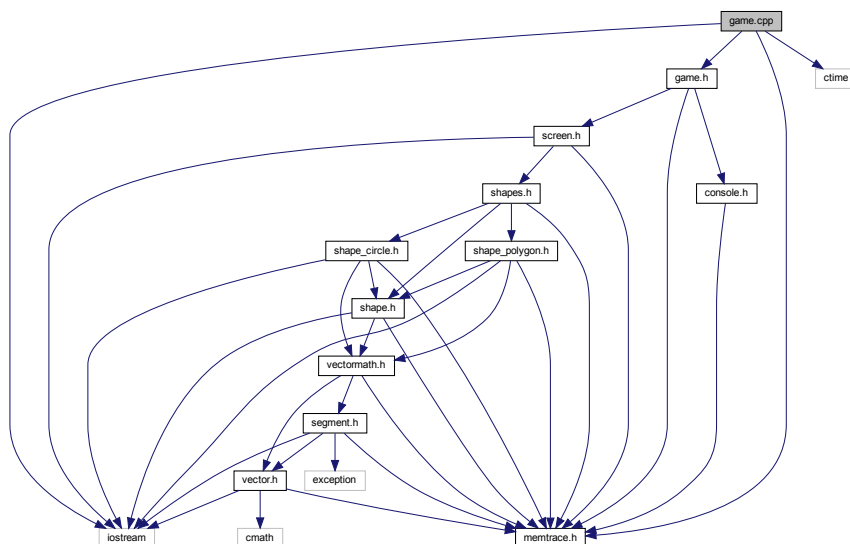 game.cpp
game.h
ctime
screen.h
shapes.h
console.h
shape_circle.h
shape_polygon.h
shape.h
vectormath.h
segment.h
vector.h
exception
iostream
cmath
memtrace.h